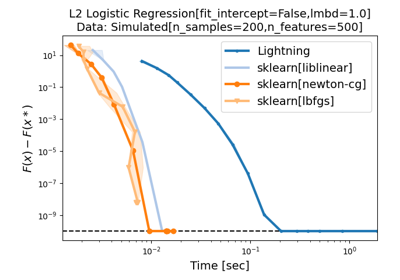 L2 Logistic Regression[fit_intercept=False,lmbd=1.0]
Data: Simulated[n_samples=200,n_features=500]
F(x) − F(x*)
10¹
10⁻¹
10⁻³
10⁻⁵
10⁻⁷
10⁻⁹
Lightning
sklearn[liblinear]
sklearn[newton-cg]
sklearn[lbfgs]
10⁻² 10⁻¹ 10⁰
Time [sec]